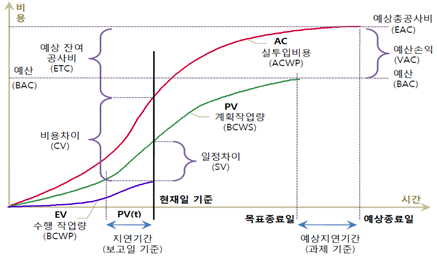 비
용
예상총공사비
(EAC)
예상 잔여
공사비
(ETC)
AC
실투입비용
(ACWP)
예산손익
(VAC)
예산
(BAC)
예산
(BAC)
PV
계획작업량
(BCWS)
비용차이
(CV)
일정차이
(SV)
시간
EV
수행 작업량
(BCWP)
PV(t)
현재일 기준
목표종료일
예상종료일
지연기간
(보고일 기준)
예상지연기간
(과제 기준)